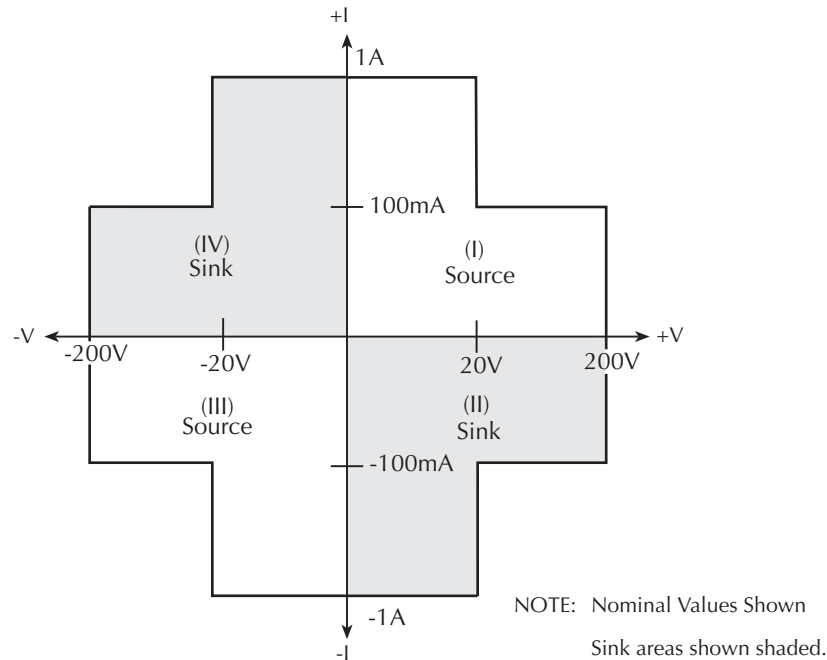 +I
1A
100mA
(IV)
Sink
(I)
Source
-V
+V
-200V
-20V
20V
200V
(III)
Source
(II)
Sink
-100mA
-1A
-I
NOTE: Nominal Values Shown
Sink areas shown shaded.